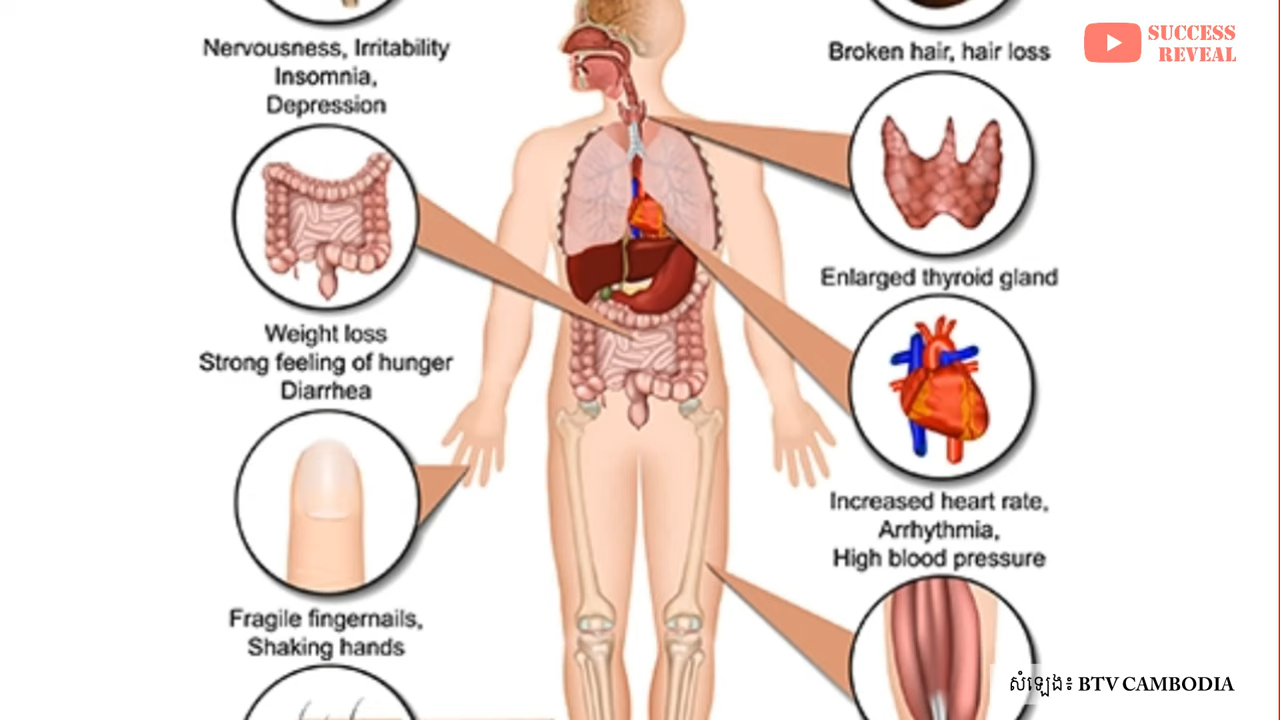 Nervousness, Irritability
Insomnia,
Depression
Weight loss
Strong feeling of hunger
Diarrhea
Fragile fingernails,
Shaking hands
SUCCESS
REVEAL
Broken hair, hair loss
Enlarged thyroid gland
Increased heart rate,
Arrhythmia,
High blood pressure
សំឡេង៖ BTV CAMBODIA